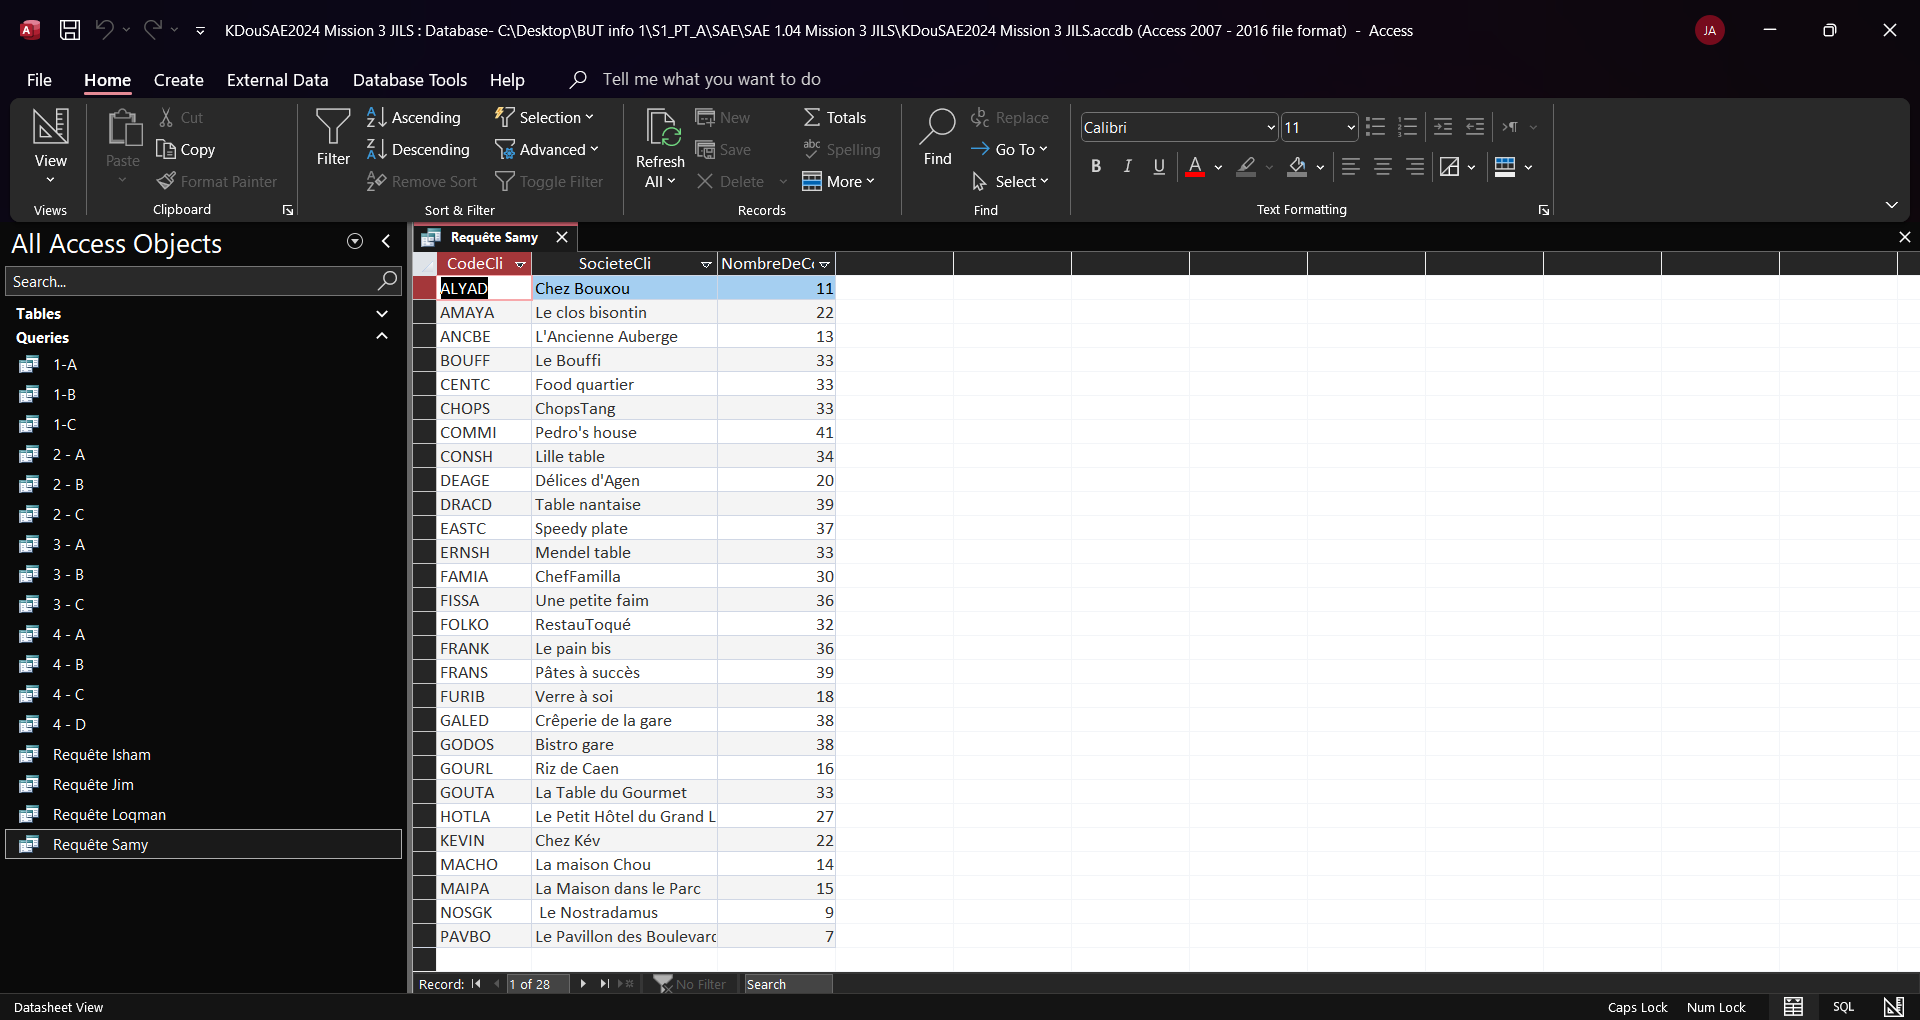 KDouSAE2024 Mission 3 JILS : Database- C:\Desktop\BUT info 1\S1_PT_A\SAE\SAE 1.04 Mission 3 JILS\KDouSAE2024 Mission 3 JILS.accdb (Access 2007 - 2016 file format) - Access
JA
File Home Create External Data Database Tools Help Tell me what you want to do
View
Views
Paste
Cut
Copy
Format Painter
Clipboard
Filter
Ascending
Descending
Remove Sort
Selection
Advanced
Toggle Filter
Sort & Filter
Refresh
All
New
Save
Delete
Totals
Spelling
More
Records
Find
Replace
Go To
Select
Find
Calibri 11
B I U
Text Formatting
All Access Objects
Search...
Tables
Queries
1-A
1-B
1-C
2 - A
2 - B
2 - C
3 - A
3 - B
3 - C
4 - A
4 - B
4 - C
4 - D
Requête Isham
Requête Jim
Requête Loqman
Requête Samy
Requête Samy
CodeCli SocieteCli NombreDeC
ALYAD Chez Bouxou 11
AMAYA Le clos bisontin 22
ANCBE L'Ancienne Auberge 13
BOUFF Le Bouffi 33
CENTC Food quartier 33
CHOPS ChopsTang 33
COMMI Pedro's house 41
CONSH Lille table 34
DEAGE Délices d'Agen 20
DRACD Table nantaise 39
EASTC Speedy plate 37
ERNSH Mendel table 33
FAMIA ChefFamilla 30
FISSA Une petite faim 36
FOLKO RestauToqué 32
FRANK Le pain bis 36
FRANS Pâtes à succès 39
FURIB Verre à soi 18
GALED Crêperie de la gare 38
GODOS Bistro gare 38
GOURL Riz de Caen 16
GOUTA La Table du Gourmet 33
HOTLA Le Petit Hôtel du Grand L 27
KEVIN Chez Kév 22
MACHO La maison Chou 14
MAIPA La Maison dans le Parc 15
NOSGK Le Nostradamus 9
PAVBO Le Pavillon des Boulevarc 7
Record: 1 of 28 No Filter Search
Datasheet View Caps Lock Num Lock SQL